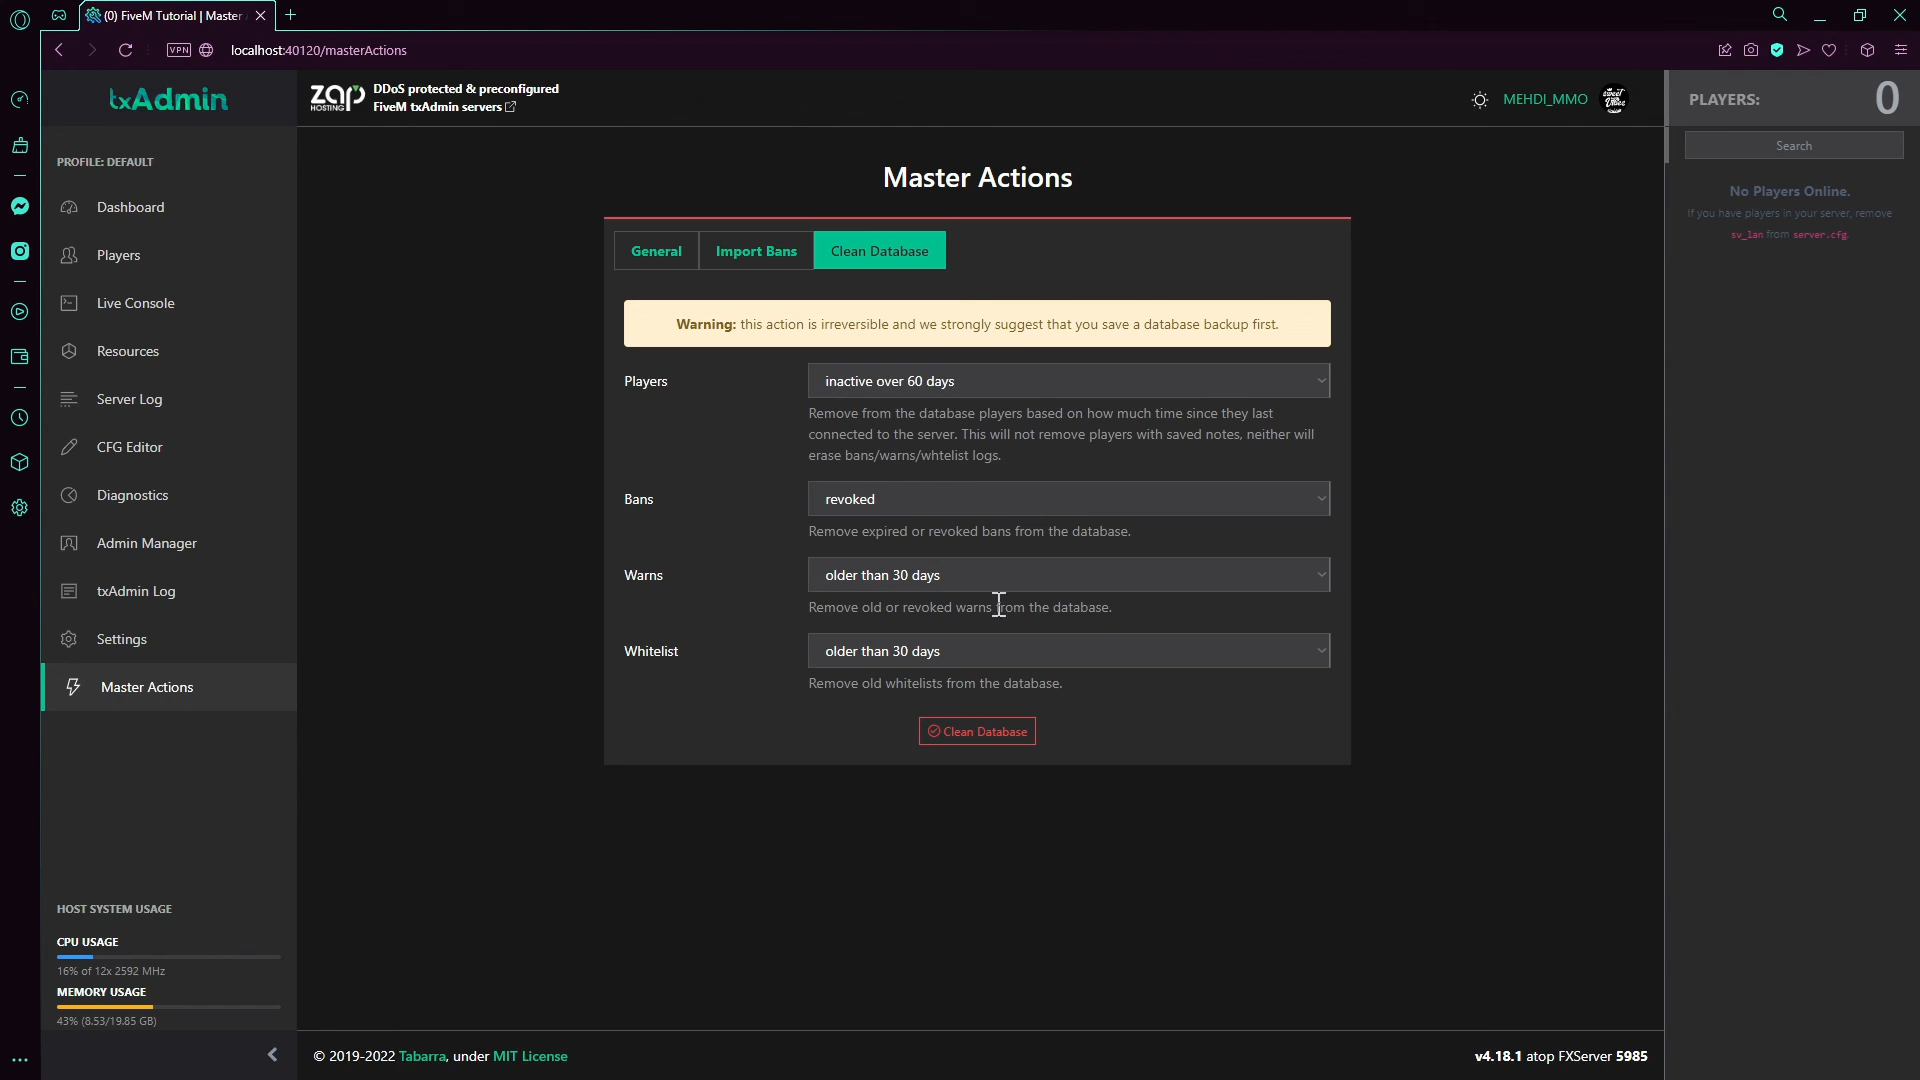 (0) FiveM Tutorial | Master
VPN
localhost:40120/masterActions
txAdmin
ZAP
HOSTING
DDoS protected & preconfigured
FiveM txAdmin servers
MEHDI_MMO
PLAYERS:
0
Search
No Players Online.
If you have players in your server, remove
sv_lan from server.cfg.
PROFILE: DEFAULT
Dashboard
Players
Live Console
Resources
Server Log
CFG Editor
Diagnostics
Admin Manager
txAdmin Log
Settings
Master Actions
HOST SYSTEM USAGE
CPU USAGE
16% of 12x 2592 MHz
MEMORY USAGE
43% (8.53/19.85 GB)
Master Actions
General
Import Bans
Clean Database
Warning: this action is irreversible and we strongly suggest that you save a database backup first.
Players
inactive over 60 days
Remove from the database players based on how much time since they last
connected to the server. This will not remove players with saved notes, neither will
erase bans/warns/whtelist logs.
Bans
revoked
Remove expired or revoked bans from the database.
Warns
older than 30 days
Remove old or revoked warns from the database.
Whitelist
older than 30 days
Remove old whitelists from the database.
Clean Database
© 2019-2022 Tabarra, under MIT License
v4.18.1 atop FXServer 5985